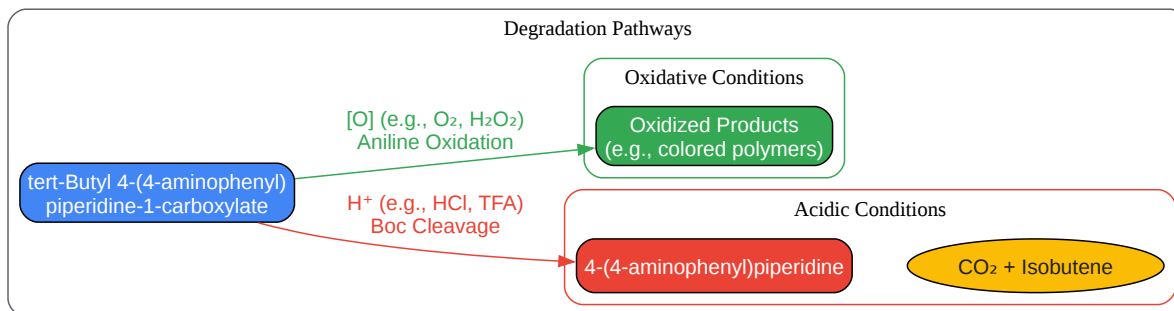 Degradation Pathways
Oxidative Conditions
[O] (e.g., O₂, H₂O₂)
Aniline Oxidation
Oxidized Products
(e.g., colored polymers)
tert-Butyl 4-(4-aminophenyl)
piperidine-1-carboxylate
H⁺ (e.g., HCl, TFA)
Boc Cleavage
Acidic Conditions
4-(4-aminophenyl)piperidine
CO₂ + Isobutene